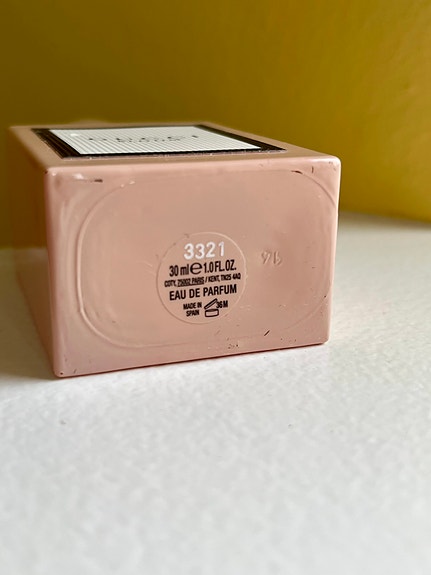 3321
30 ml ℮ 1.0 FL.OZ.
COTY, 75002 PARIS / KENT, TN25 4AQ
EAU DE PARFUM
MADE IN
SPAIN
36M
14